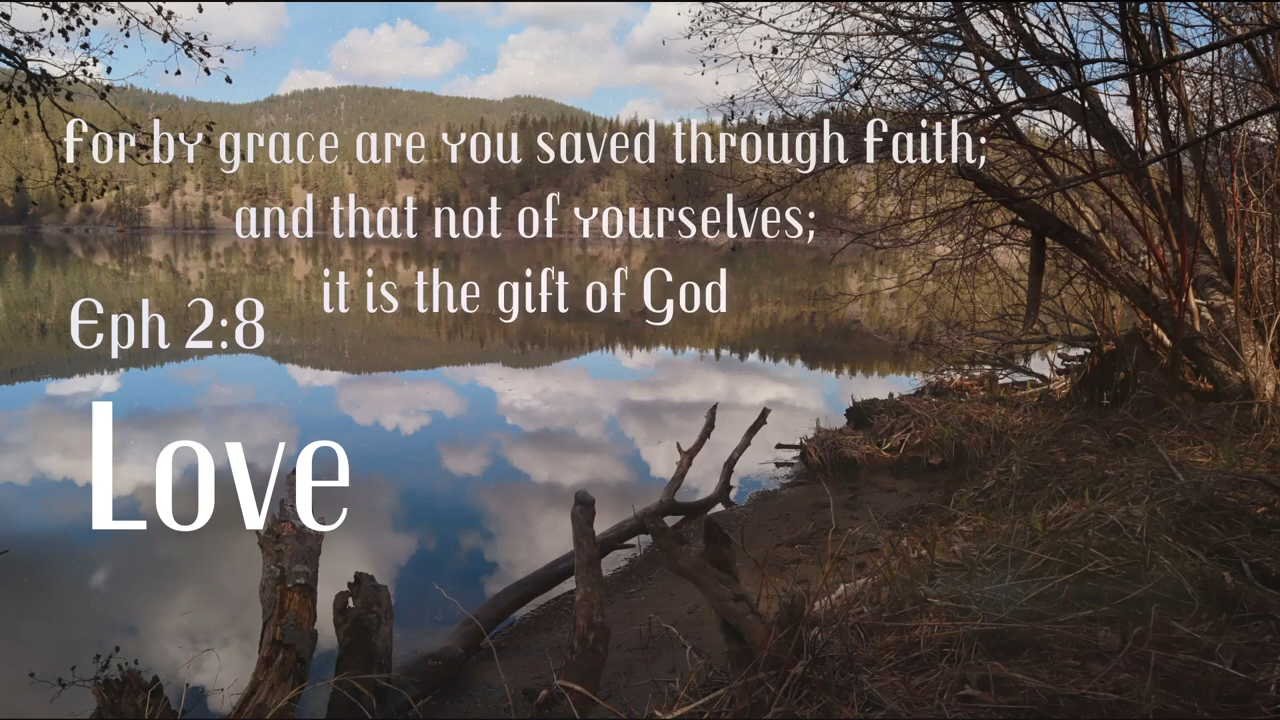 For by grace are you saved through faith;
and that not of yourselves;
it is the gift of God
Eph 2:8
Love